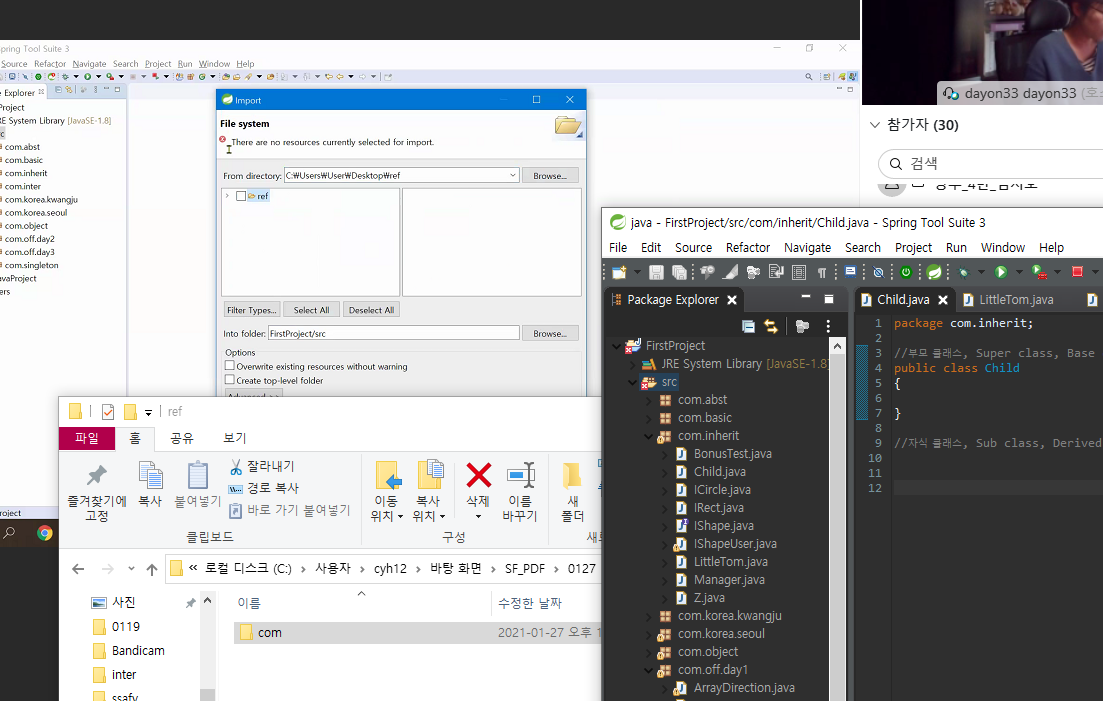 pring Tool Suite 3
Source Refactor Navigate Search Project Run Window Help
e Explorer
Project
RE System Library [JavaSE-1.8]
rc
com.abst
com.basic
com.inherit
com.inter
com.korea.kwangju
com.korea.seoul
com.object
com.off.day2
com.off.day3
com.singleton
avaProject
ers
roject
Import
File system
There are no resources currently selected for import.
From directory: C:₩Users₩User₩Desktop₩ref
Browse...
ref
Filter Types... Select All Deselect All
Into folder: FirstProject/src
Browse...
Options
Overwrite existing resources without warning
Create top-level folder
dayon33 dayon33
참가자 (30)
검색
ref
파일 홈 공유 보기
즐겨찾기에 고정
복사
붙여넣기
잘라내기
경로 복사
바로 가기 붙여넣기
클립보드
이동 위치
복사 위치
삭제
이름 바꾸기
구성
새 폴더
새
« 로컬 디스크 (C:) › 사용자 › cyh12 › 바탕 화면 › SF_PDF › 0127
이름
수정한 날짜
사진
0119
Bandicam
inter
ssafy
com
2021-01-27 오후 1
java - FirstProject/src/com/inherit/Child.java - Spring Tool Suite 3
File Edit Source Refactor Navigate Search Project Run Window Help
Package Explorer
FirstProject
JRE System Library [JavaSE-1.8]
src
com.abst
com.basic
com.inherit
BonusTest.java
Child.java
ICircle.java
IRect.java
IShape.java
IShapeUser.java
LittleTom.java
Manager.java
Z.java
com.korea.kwangju
com.korea.seoul
com.object
com.off.day1
ArrayDirection.java
Child.java
LittleTom.java
1 package com.inherit;
2
3 //부모 클래스, Super class, Base
4 public class Child
5 {
6
7 }
8
9 //자식 클래스, Sub class, Derived
10
11
12